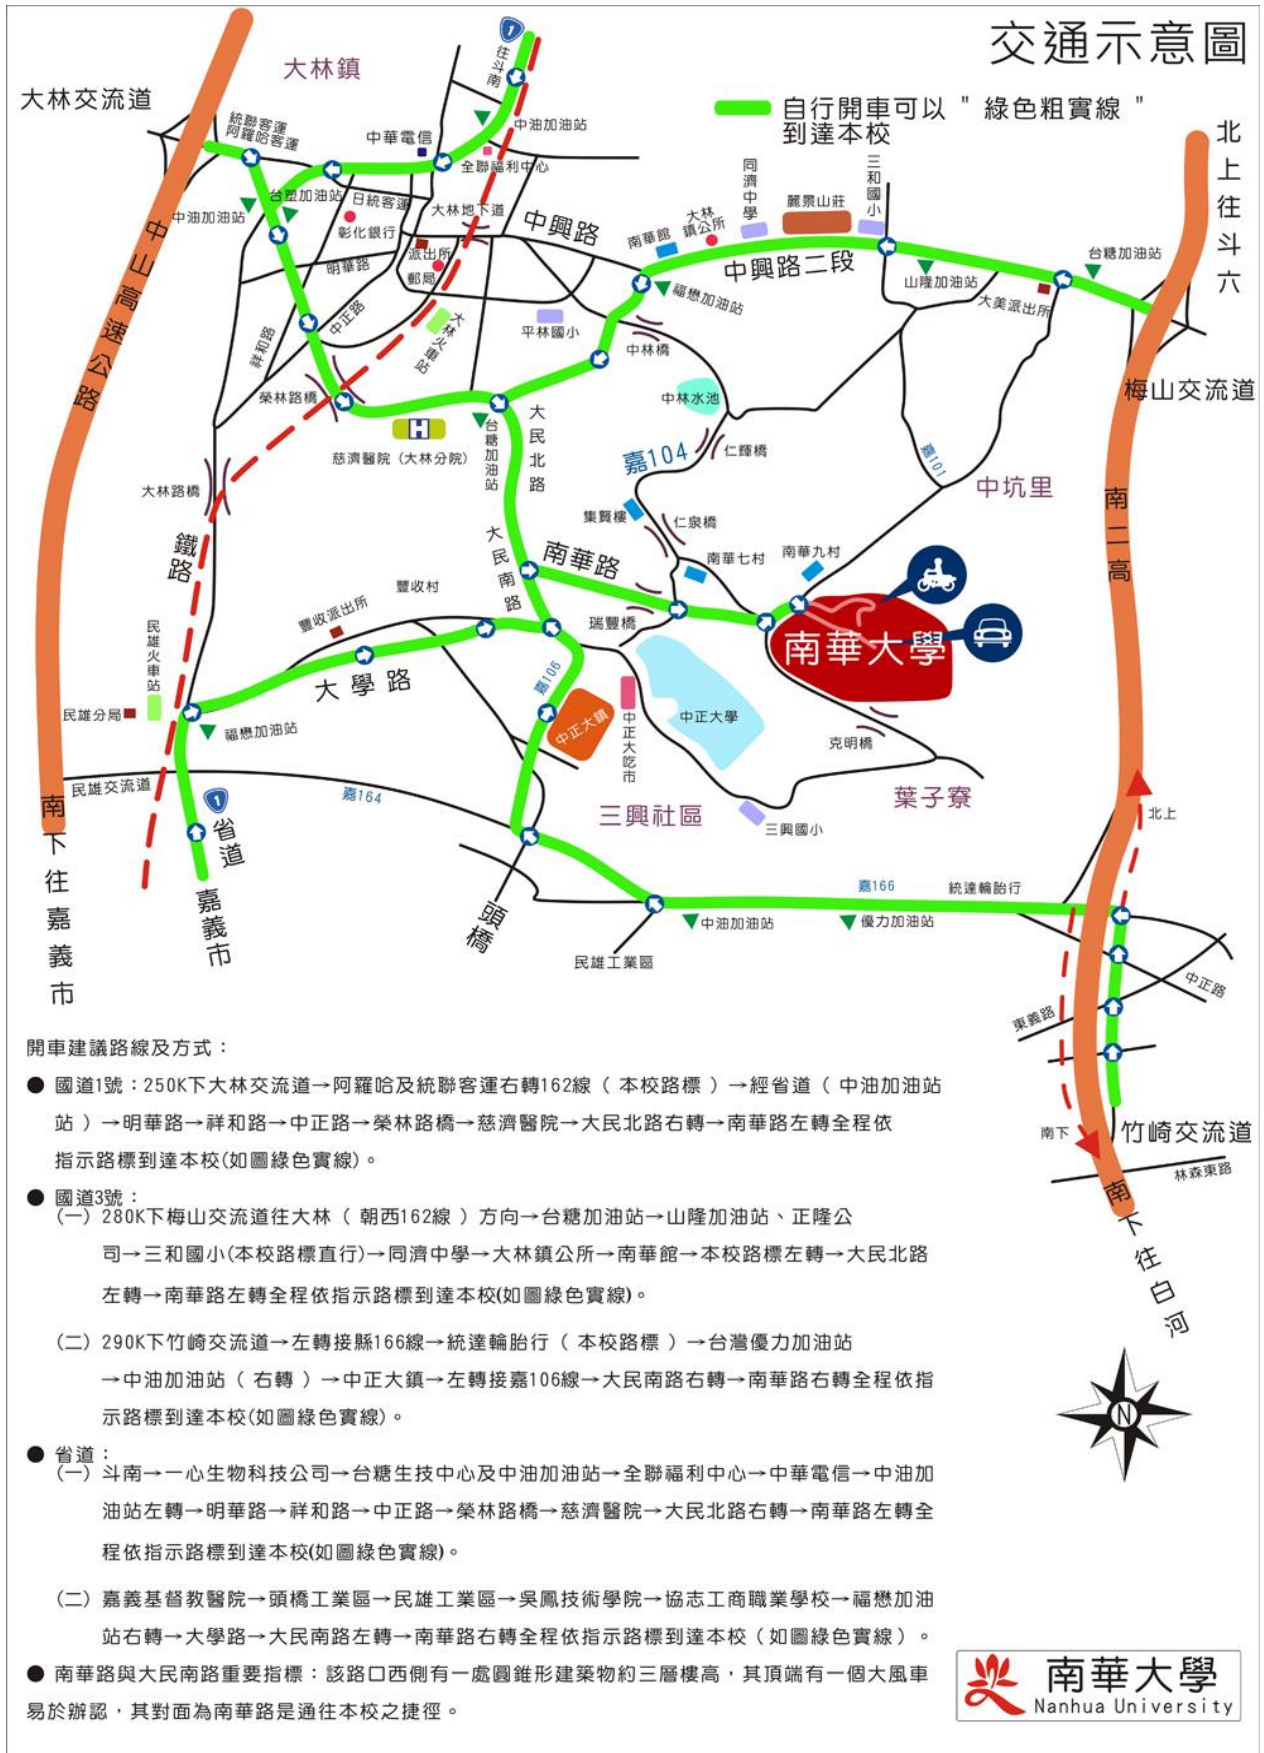 交通示意圖
自行開車可以 " 綠色粗實線 "
到達本校
1
往斗南
大林鎮
大林交流道
統聯客運
阿羅哈客運
中華電信
中油加油站
全聯福利中心
台塑加油站
日統客運
中油加油站
彰化銀行
大林地下道
派出所
郵局
明華路
中正路
祥和路
大林火車站
中興路
南華館
大林
鎮公所
同濟中學
麗景山莊
三和國小
中興路二段
福懋加油站
山隆加油站
大美派出所
台糖加油站
北上往斗六
梅山交流道
平林國小
中林橋
中林水池
中山高速公路
榮林路橋
慈濟醫院（大林分院）
台糖加油站
大民北路
仁輝橋
嘉104
嘉101
中坑里
南二高
大林路橋
鐵路
集賢樓
仁泉橋
大民南路
南華路
南華七村
南華九村
南華大學
豐收村
豐收派出所
瑞豐橋
民雄火車站
大學路
嘉106
中正大鎮
中正大吃市
中正大學
民雄分局
福懋加油站
克明橋
民雄交流道
嘉164
三興社區
三興國小
葉子寮
北上
南下往嘉義市
1
省道
嘉義市
頭橋
嘉166
統達輪胎行
中油加油站
優力加油站
民雄工業區
中正路
東義路
南下
竹崎交流道
林森東路
南下往白河
N
開車建議路線及方式：
● 國道1號：250K下大林交流道→阿羅哈及統聯客運右轉162線（ 本校路標 ）→經省道（ 中油加油站
站 ）→明華路→祥和路→中正路→榮林路橋→慈濟醫院→大民北路右轉→南華路左轉全程依
指示路標到達本校(如圖綠色實線)。
● 國道3號：
(一) 280K下梅山交流道往大林（ 朝西162線 ）方向→台糖加油站→山隆加油站、正隆公
司→三和國小(本校路標直行)→同濟中學→大林鎮公所→南華館→本校路標左轉→大民北路
左轉→南華路左轉全程依指示路標到達本校(如圖綠色實線)。
(二) 290K下竹崎交流道→左轉接縣166線→統達輪胎行（ 本校路標 ）→台灣優力加油站
→中油加油站（ 右轉 ）→中正大鎮→左轉接嘉106線→大民南路右轉→南華路右轉全程依指
示路標到達本校(如圖綠色實線)。
● 省道：
(一) 斗南→一心生物科技公司→台糖生技中心及中油加油站→全聯福利中心→中華電信→中油加
油站左轉→明華路→祥和路→中正路→榮林路橋→慈濟醫院→大民北路右轉→南華路左轉全
程依指示路標到達本校(如圖綠色實線)。
(二) 嘉義基督教醫院→頭橋工業區→民雄工業區→吳鳳技術學院→協志工商職業學校→福懋加油
站右轉→大學路→大民南路左轉→南華路右轉全程依指示路標到達本校（如圖綠色實線）。
● 南華路與大民南路重要指標：該路口西側有一處圓錐形建築物約三層樓高，其頂端有一個大風車
易於辦認，其對面為南華路是通往本校之捷徑。
南華大學
Nanhua University